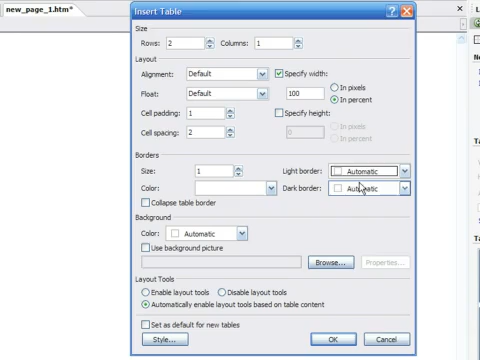 new_page_1.htm*
Insert Table
Size
Rows: 2 Columns: 1
Layout
Alignment: Default Specify width:
Float: Default 100 In pixels
In percent
Cell padding: 1 Specify height:
Cell spacing: 2 0 In pixels
In percent
Borders
Size: 1 Light border: Automatic
Color: Dark border: Automatic
Collapse table border
Background
Color: Automatic
Use background picture
Browse... Properties...
Layout Tools
Enable layout tools Disable layout tools
Automatically enable layout tools based on table content
Set as default for new tables
Style... OK Cancel